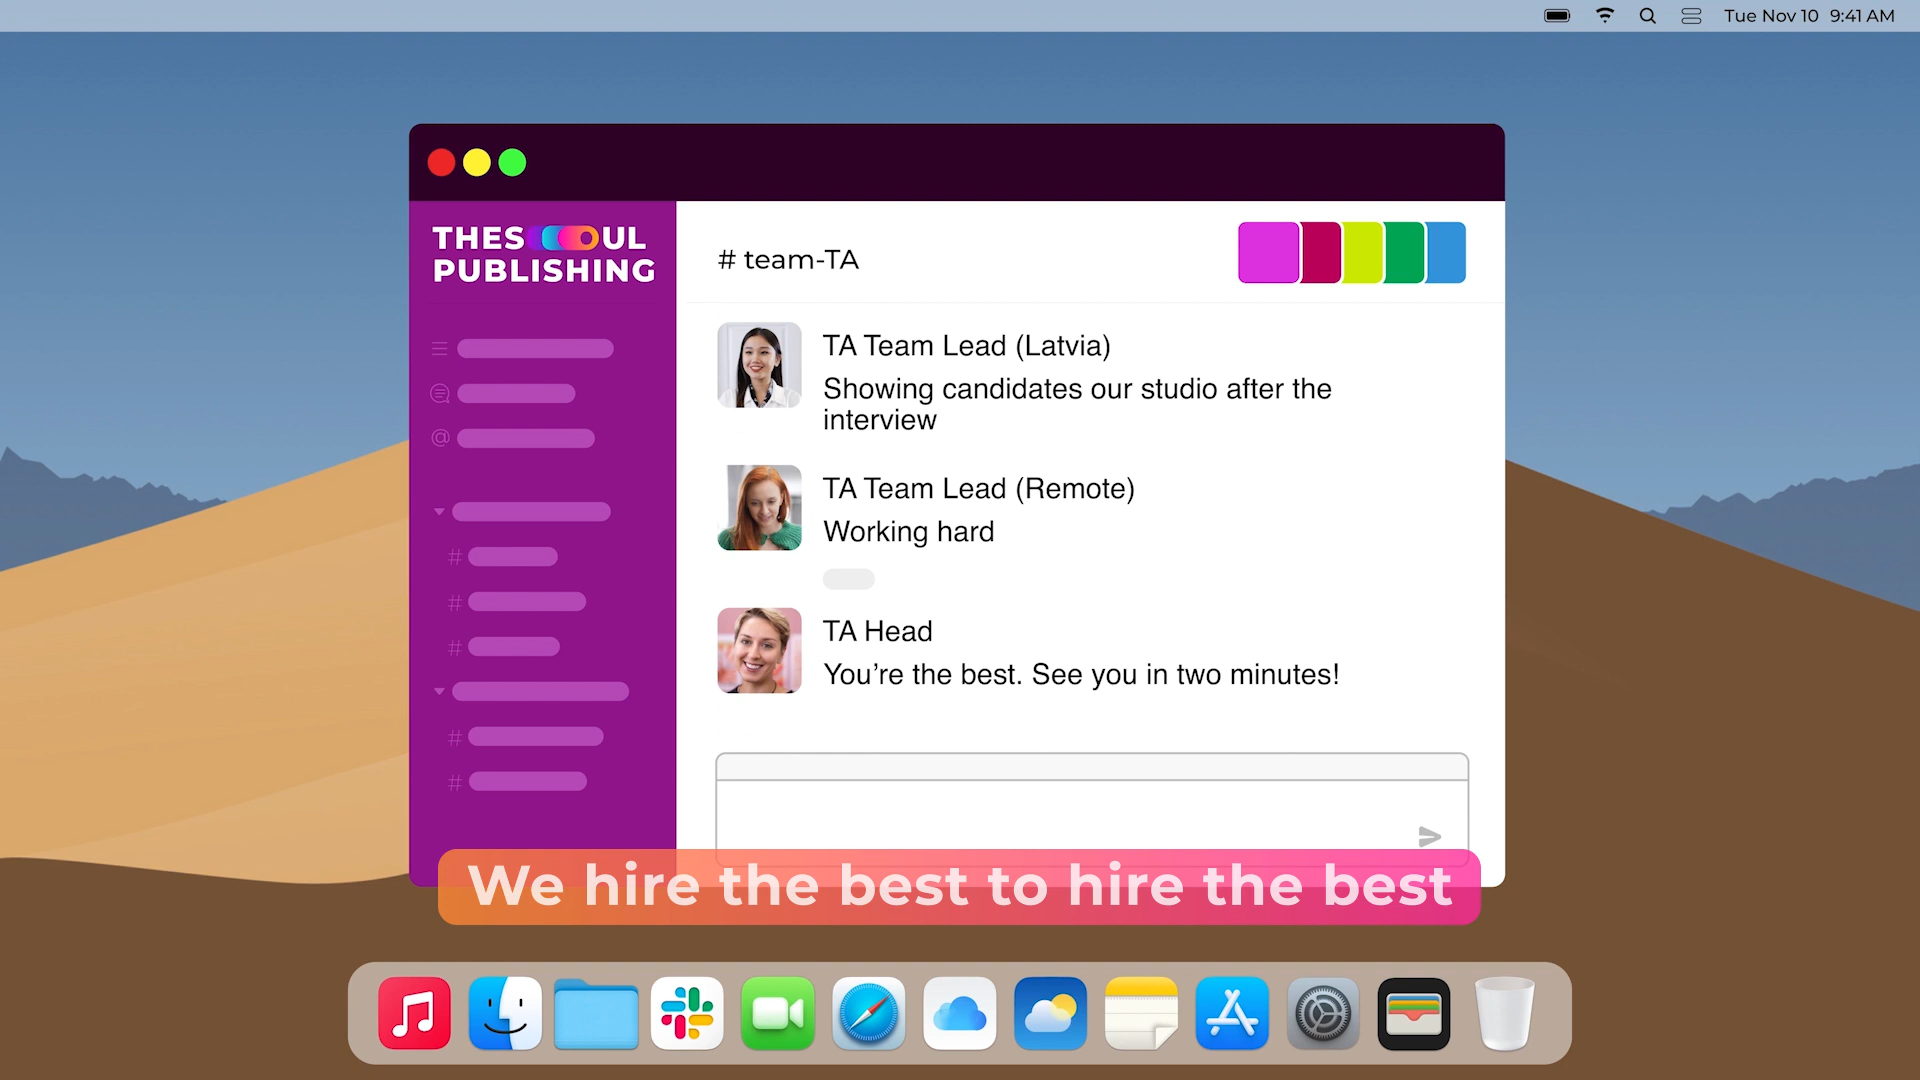 Tue Nov 10 9:41 AM
THESOUL
PUBLISHING
# team-TA
TA Team Lead (Latvia)
Showing candidates our studio after the
interview
TA Team Lead (Remote)
Working hard
TA Head
You’re the best. See you in two minutes!
@
#
#
#
#
#
We hire the best to hire the best